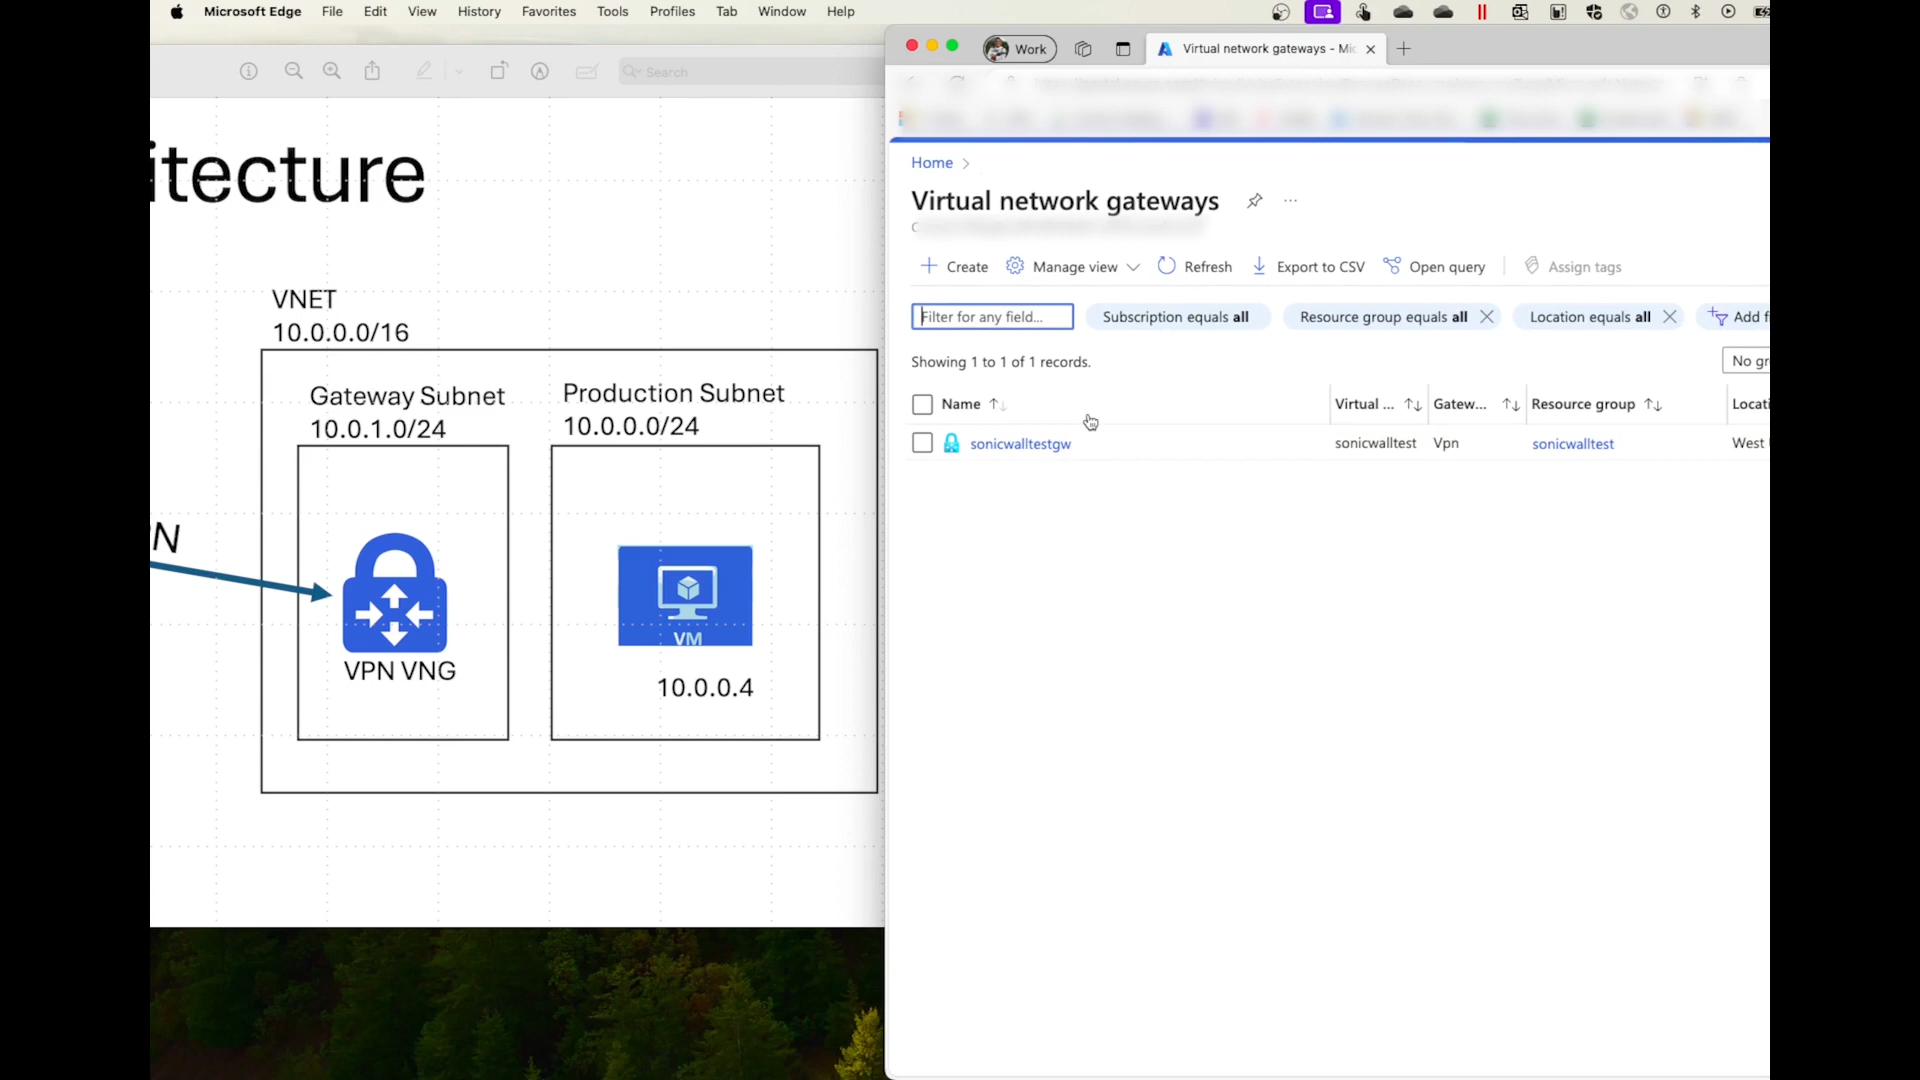 Microsoft Edge File Edit View History Favorites Tools Profiles Tab Window Help
Search
itecture
VNET
10.0.0.0/16
Gateway Subnet
10.0.1.0/24
Production Subnet
10.0.0.0/24
N
VPN VNG
VM
10.0.0.4
Work
Virtual network gateways - Mic
Home
Virtual network gateways
Create Manage view Refresh Export to CSV Open query Assign tags
Filter for any field... Subscription equals all Resource group equals all Location equals all Add f
Showing 1 to 1 of 1 records.
No gr
Name Virtual ... Gatew... Resource group Locati
sonicwalltestgw sonicwalltest Vpn sonicwalltest West